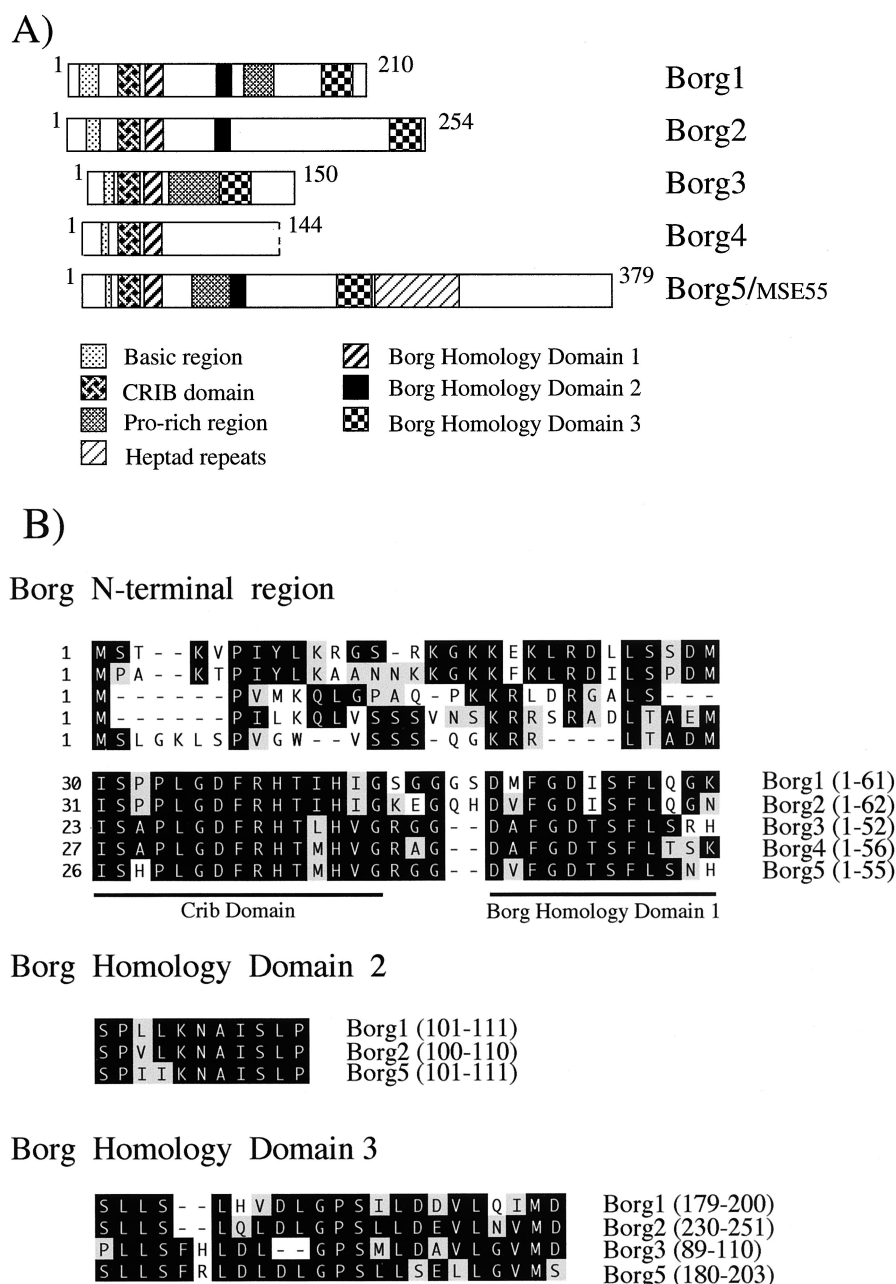 A)
1 210 Borg1
1 254 Borg2
1 150 Borg3
1 144 Borg4
1 379 Borg5/MSE55
Basic region
CRIB domain
Pro-rich region
Heptad repeats
Borg Homology Domain 1
Borg Homology Domain 2
Borg Homology Domain 3
B)
Borg N-terminal region
1 M S T - - K V P I Y L K R G S - R K G K K E K L R D L L S S D M
1 M P A - - K T P I Y L K A A N N K K G K K F K L R D I L S P D M
1 M - - - - - - P V M K Q L G P A Q - P K K R L D R G A L S - - -
1 M - - - - - - P I L K Q L V S S S V N S K R R S R A D L T A E M
1 M S L G K L S P V G W - - V S S S - Q G K R R - - - - L T A D M
30 I S P P L G D F R H T I H I G S G G G S D M F G D I S F L Q G K Borg1 (1-61)
31 I S P P L G D F R H T I H I G K E G Q H D V F G D I S F L Q G N Borg2 (1-62)
23 I S A P L G D F R H T L H V G R G G - - D A F G D T S F L S R H Borg3 (1-52)
27 I S A P L G D F R H T M H V G R A G - - D A F G D T S F L T S K Borg4 (1-56)
26 I S H P L G D F R H T M H V G R G G - - D V F G D T S F L S N H Borg5 (1-55)
Crib Domain Borg Homology Domain 1
Borg Homology Domain 2
S P L L K N A I S L P Borg1 (101-111)
S P V L K N A I S L P Borg2 (100-110)
S P I I K N A I S L P Borg5 (101-111)
Borg Homology Domain 3
S L L S - - L H V D L G P S I L D D V L Q I M D Borg1 (179-200)
S L L S - - L Q L D L G P S L L D E V L N V M D Borg2 (230-251)
P L L S F H L D L - - G P S M L D A V L G V M D Borg3 (89-110)
S L L S F R L D L D L G P S L L S E L L G V M S Borg5 (180-203)